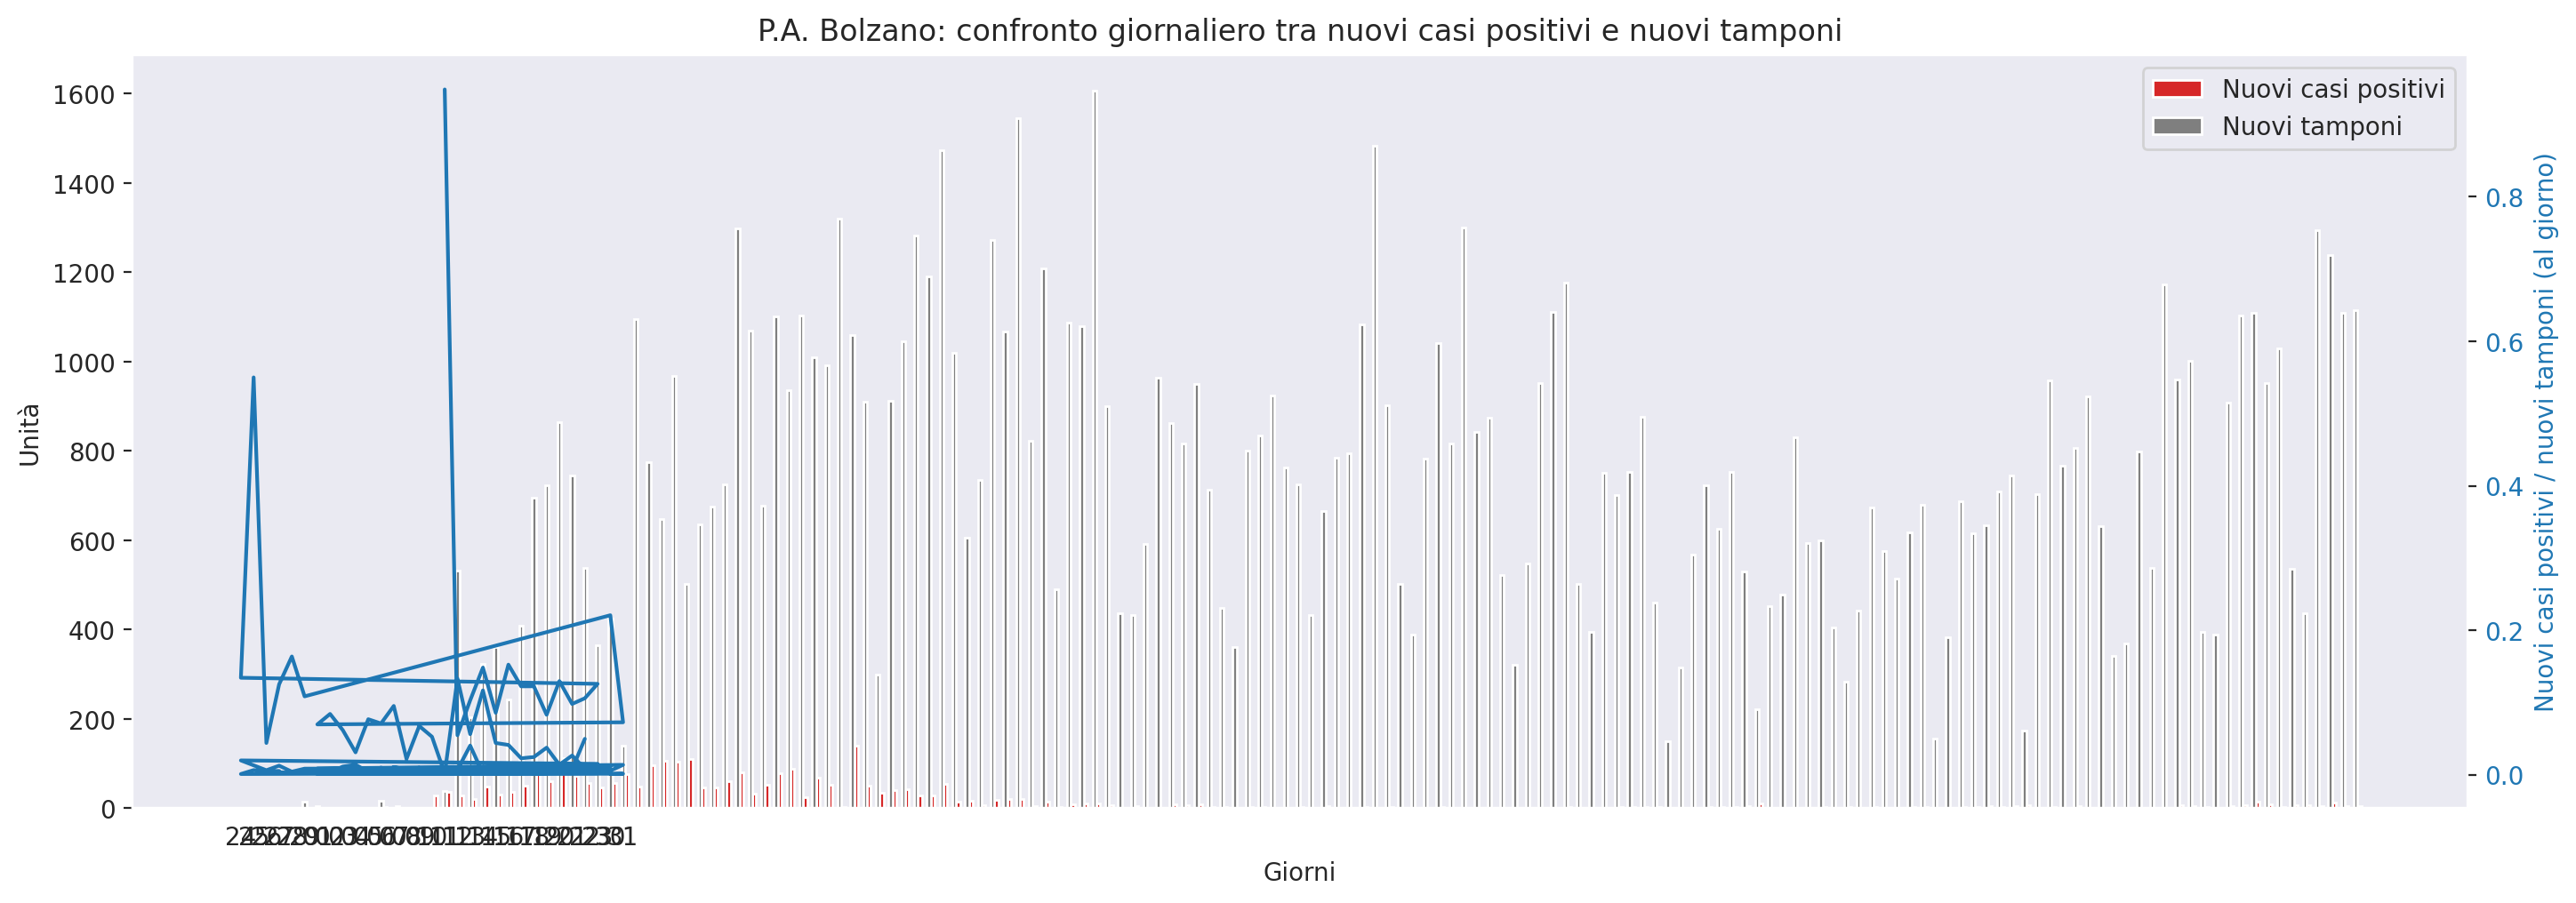 P.A. Bolzano: confronto giornaliero tra nuovi casi positivi e nuovi tamponi
Nuovi casi positivi
Nuovi tamponi
Unità
1600
1400
1200
1000
800
600
400
200
0
0.8
0.6
0.4
0.2
0.0
Nuovi casi positivi / nuovi tamponi (al giorno)
Giorni